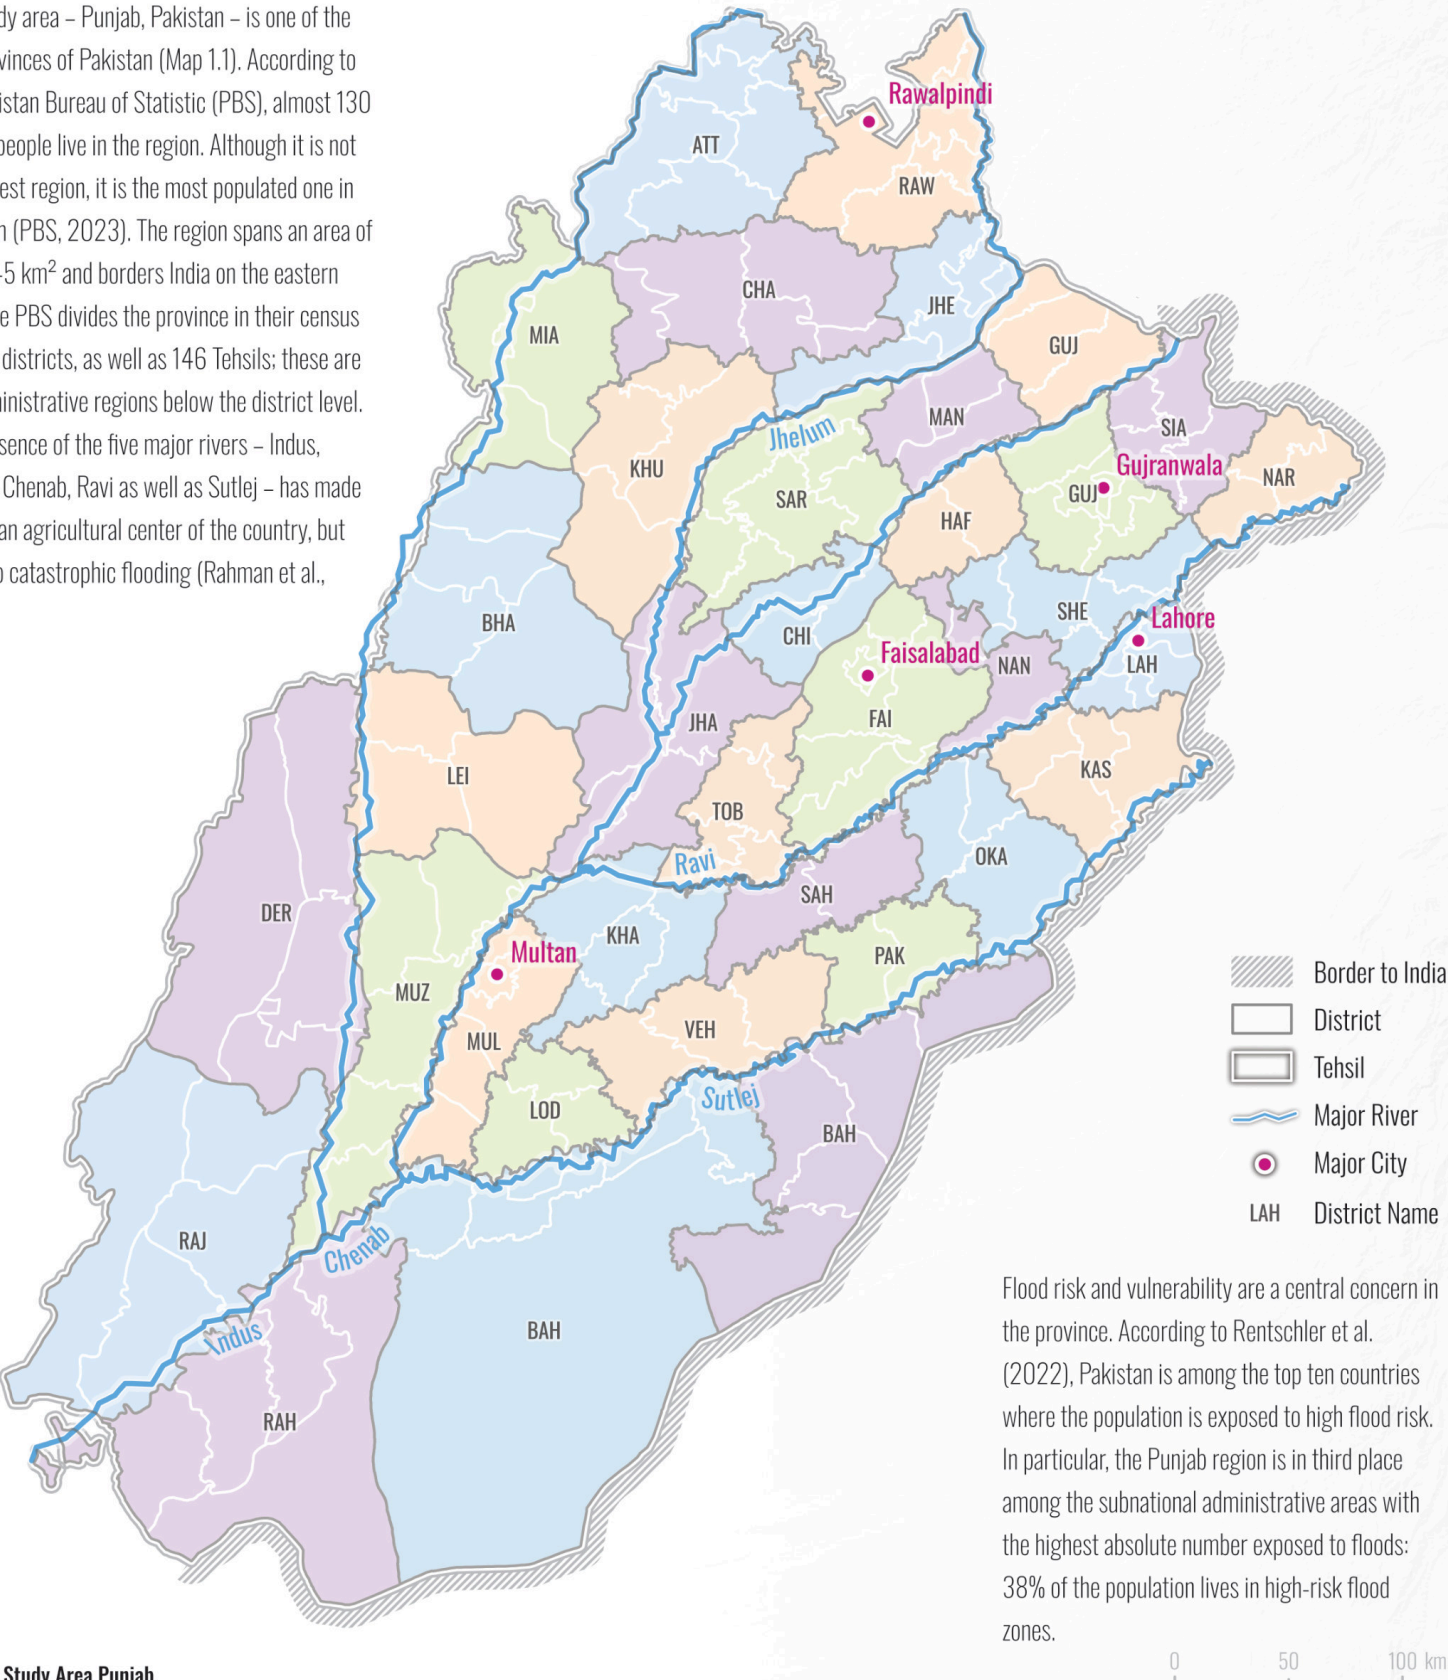 dy area – Punjab, Pakistan – is one of the
vinces of Pakistan (Map 1.1). According to
istan Bureau of Statistic (PBS), almost 130
people live in the region. Although it is not
est region, it is the most populated one in
n (PBS, 2023). The region spans an area of
45 km² and borders India on the eastern
e PBS divides the province in their census
districts, as well as 146 Tehsils; these are
ministrative regions below the district level.
sence of the five major rivers – Indus,
Chenab, Ravi as well as Sutlej – has made
an agricultural center of the country, but
o catastrophic flooding (Rahman et al.,
Rawalpindi
ATT
RAW
CHA
JHE
MIA
GUJ
MAN
SIA
Jhelum
Gujranwala
KHU
NAR
SAR
GUJ
HAF
BHA
SHE
Lahore
CHI
Faisalabad
NAN
LAH
JHA
FAI
LEI
KAS
TOB
Ravi
OKA
SAH
DER
KHA
Multan
PAK
MUZ
VEH
MUL
Sutlej
LOD
BAH
RAJ
Chenab
Indus
BAH
RAH
Border to India
District
Tehsil
Major River
Major City
LAH District Name
Flood risk and vulnerability are a central concern in
the province. According to Rentschler et al.
(2022), Pakistan is among the top ten countries
where the population is exposed to high flood risk.
In particular, the Punjab region is in third place
among the subnational administrative areas with
the highest absolute number exposed to floods:
38% of the population lives in high-risk flood
zones.
0 50 100 km
Study Area Punjab